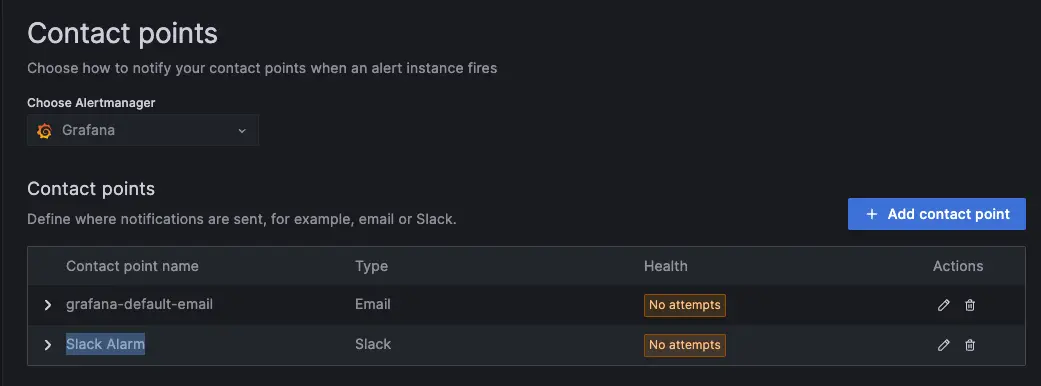 Contact points
Choose how to notify your contact points when an alert instance fires
Choose Alertmanager
Grafana
Contact points
Define where notifications are sent, for example, email or Slack.
+ Add contact point
Contact point name Type Health Actions
grafana-default-email Email No attempts
Slack Alarm Slack No attempts